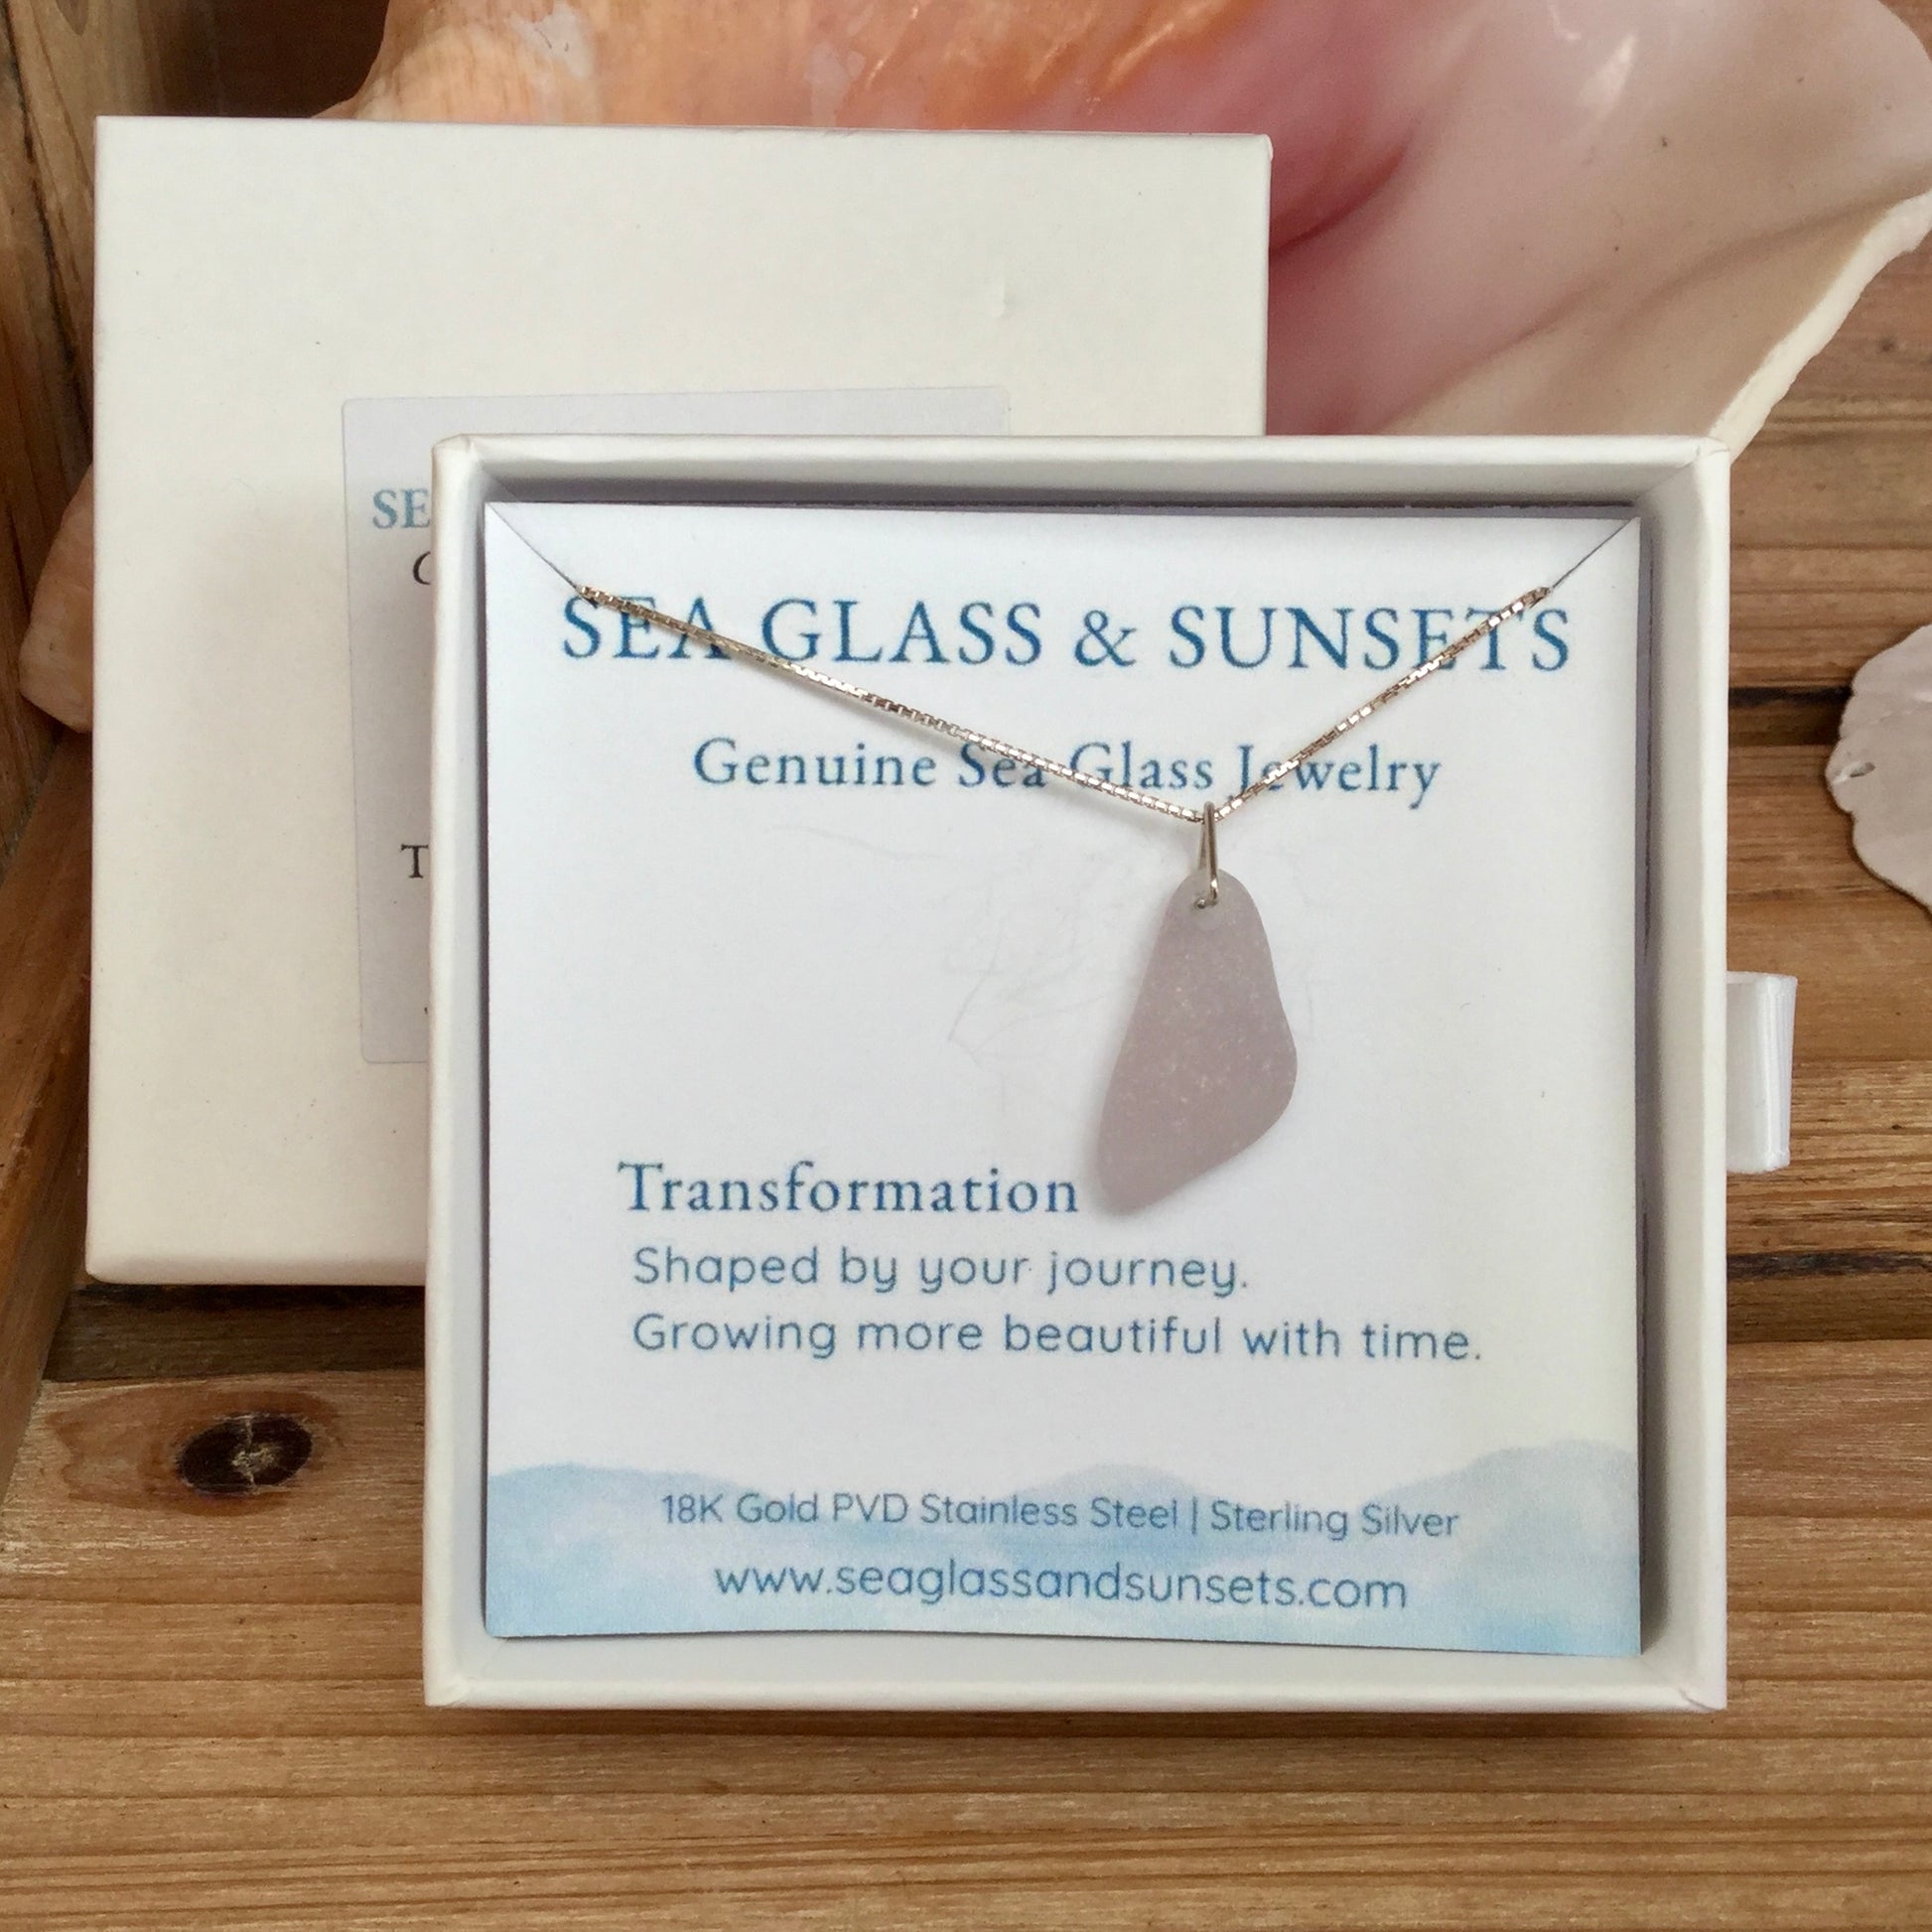 SEA GLASS & SUNSETS
Genuine Sea Glass Jewelry
Transformation
Shaped by your journey.
Growing more beautiful with time.
18K Gold PVD Stainless Steel | Sterling Silver
www.seaglassandsunsets.com
SE
T